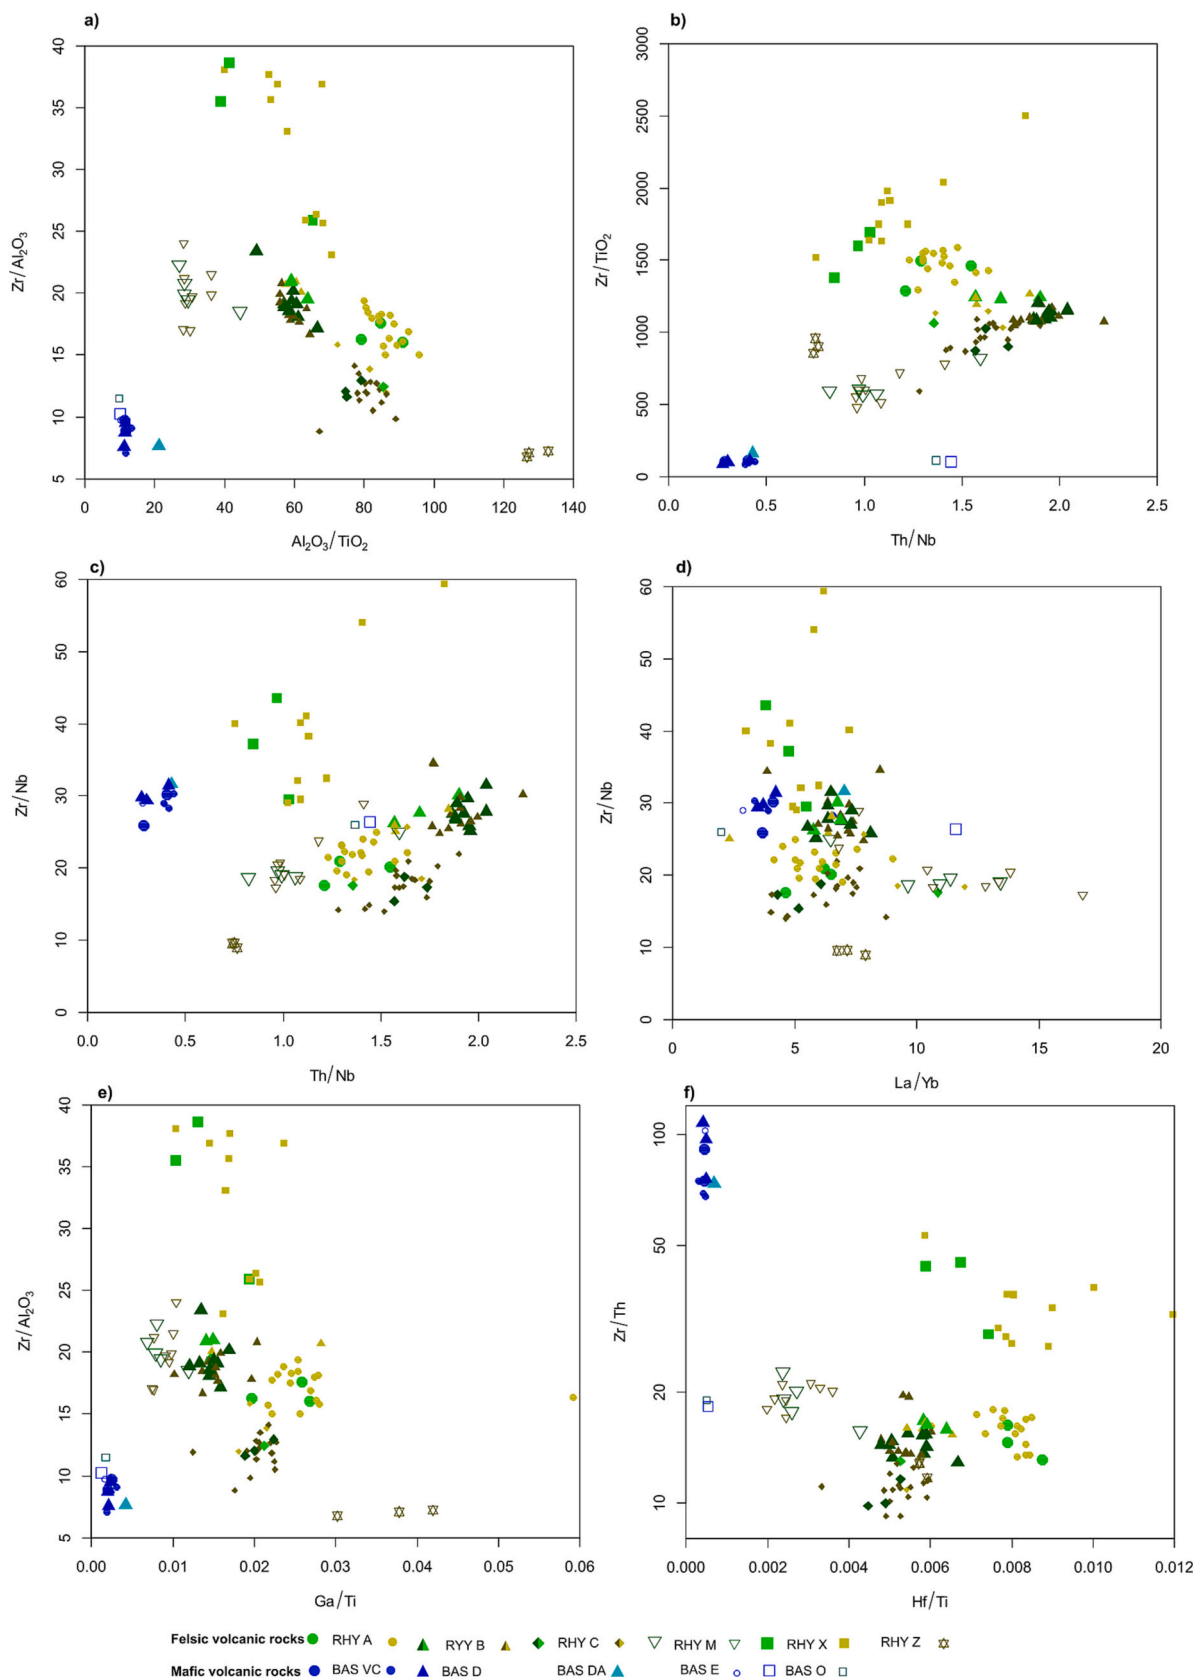 a)
40
35
30
25
20
15
10
5
Zr/Al₂O₃
0 20 40 60 80 100 120 140
Al₂O₃/TiO₂
b)
3000
2500
2000
1500
1000
500
0
Zr/TiO₂
0.0 0.5 1.0 1.5 2.0 2.5
Th/Nb
c)
60
50
40
30
20
10
0
Zr/Nb
0.0 0.5 1.0 1.5 2.0 2.5
Th/Nb
d)
60
50
40
30
20
10
0
Zr/Nb
0 5 10 15 20
La/Yb
e)
40
35
30
25
20
15
10
5
Zr/Al₂O₃
0.00 0.01 0.02 0.03 0.04 0.05 0.06
Ga/Ti
f)
100
50
20
10
Zr/Th
0.000 0.002 0.004 0.006 0.008 0.010 0.012
Hf/Ti
Felsic volcanic rocks RHY A RYY B RHY C RHY M RHY X RHY Z
Mafic volcanic rocks BAS VC BAS D BAS DA BAS E BAS O